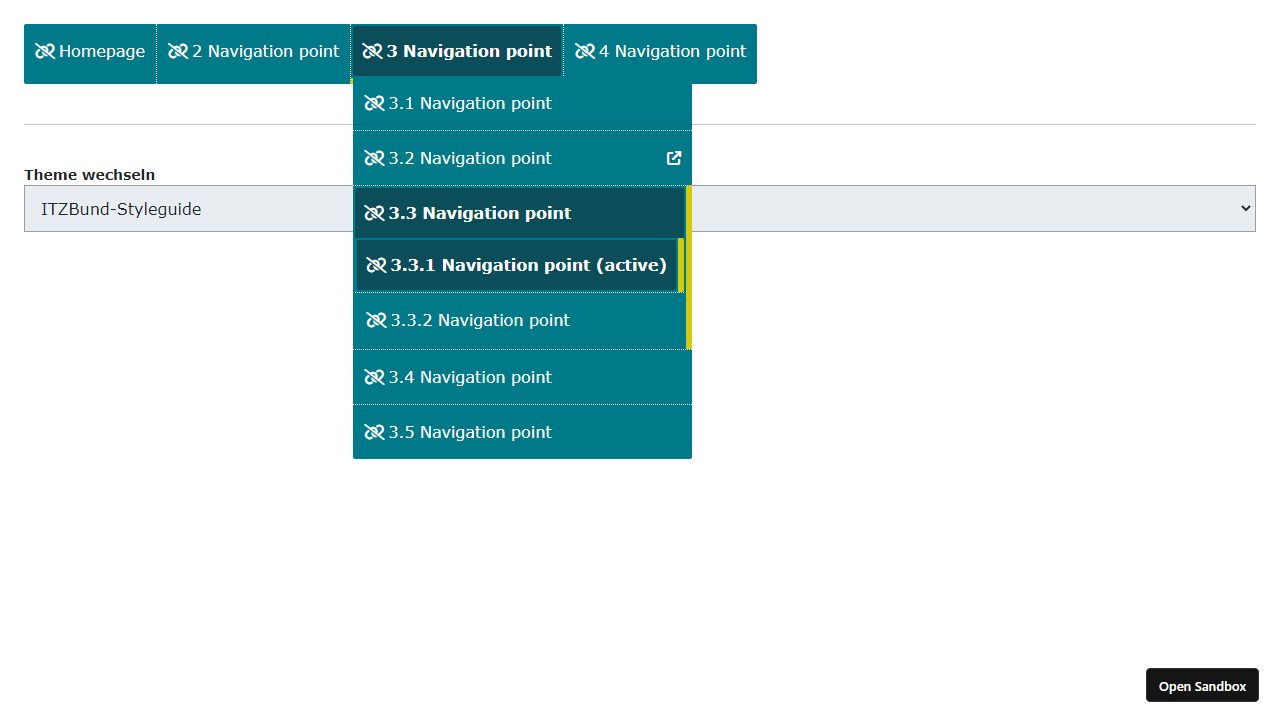 Homepage 2 Navigation point 3 Navigation point 4 Navigation point
3.1 Navigation point
3.2 Navigation point
Theme wechseln
ITZBund-Styleguide
3.3 Navigation point
3.3.1 Navigation point (active)
3.3.2 Navigation point
3.4 Navigation point
3.5 Navigation point
Open Sandbox